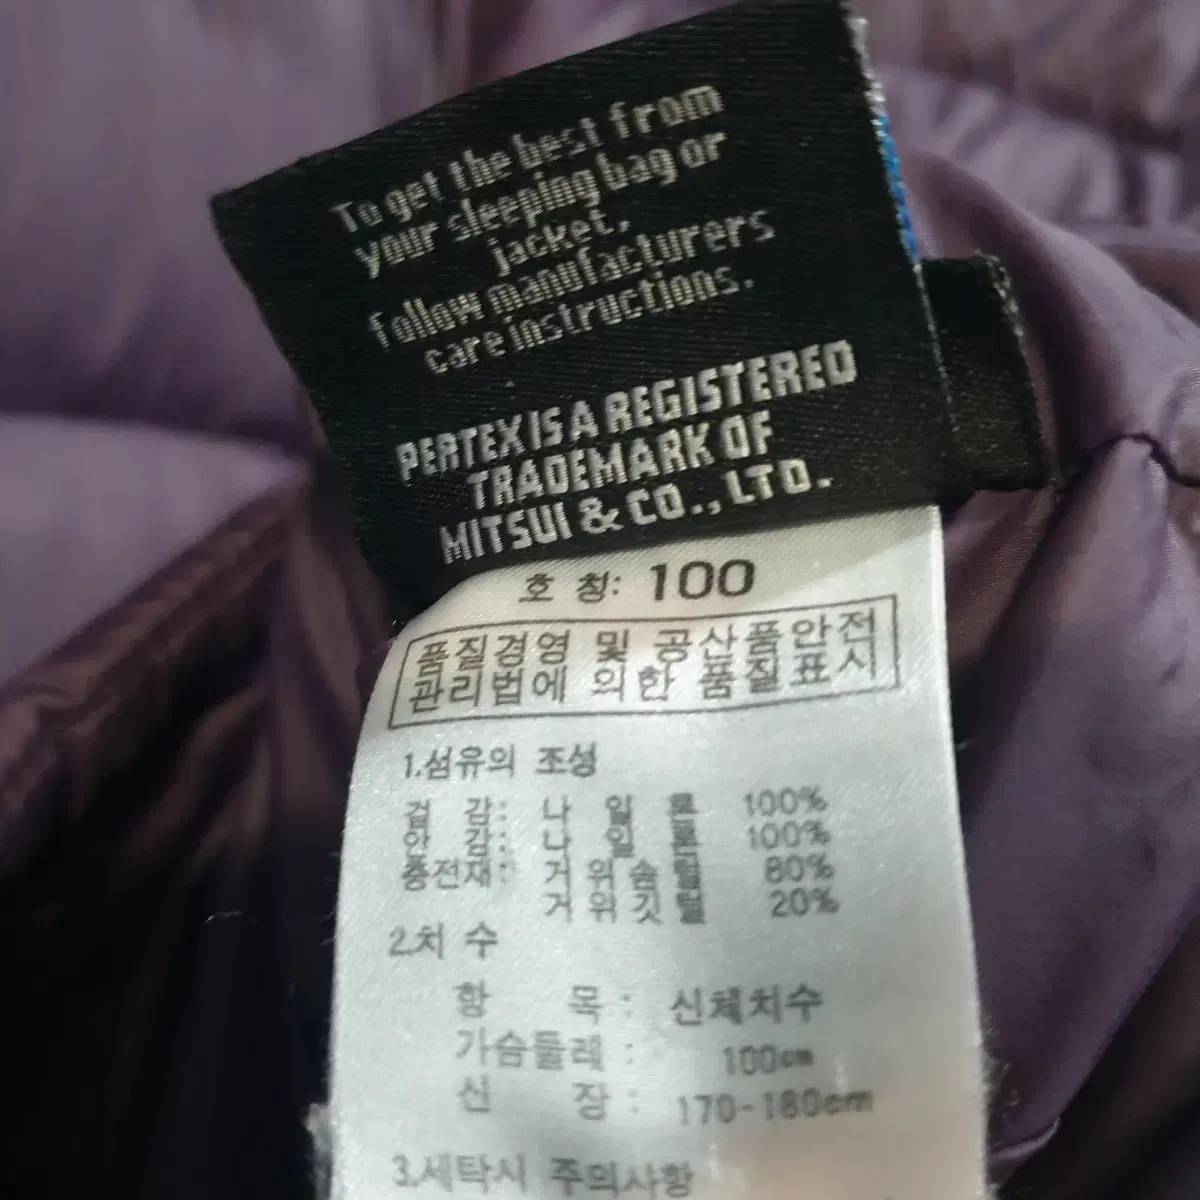 To get the best from
your sleeping bag or
jacket,
follow manufacturers
care instructions.
PERTEX IS A REGISTERED
TRADEMARK OF
MITSUI & CO., LTD.
호 칭: 100
품질경영 및 공산품안전
관리법에 의한 품질표시
1.섬유의 조성
겉 감: 나 일 론 100%
안 감: 나 일 론 100%
충전재: 거 위 솜 털 80%
거 위 깃 털 20%
2.치 수
항 목 : 신체치수
가슴둘레 : 100cm
신 장 : 170-180cm
3.세탁시 주의사항